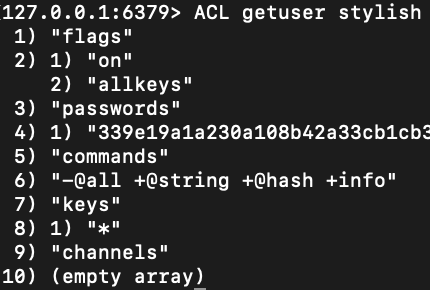 127.0.0.1:6379> ACL getuser stylish
1) "flags"
2) 1) "on"
2) "allkeys"
3) "passwords"
4) 1) "339e19a1a230a108b42a33cb1cb3
5) "commands"
6) "-@all +@string +@hash +info"
7) "keys"
8) 1) "*"
9) "channels"
10) (empty array)